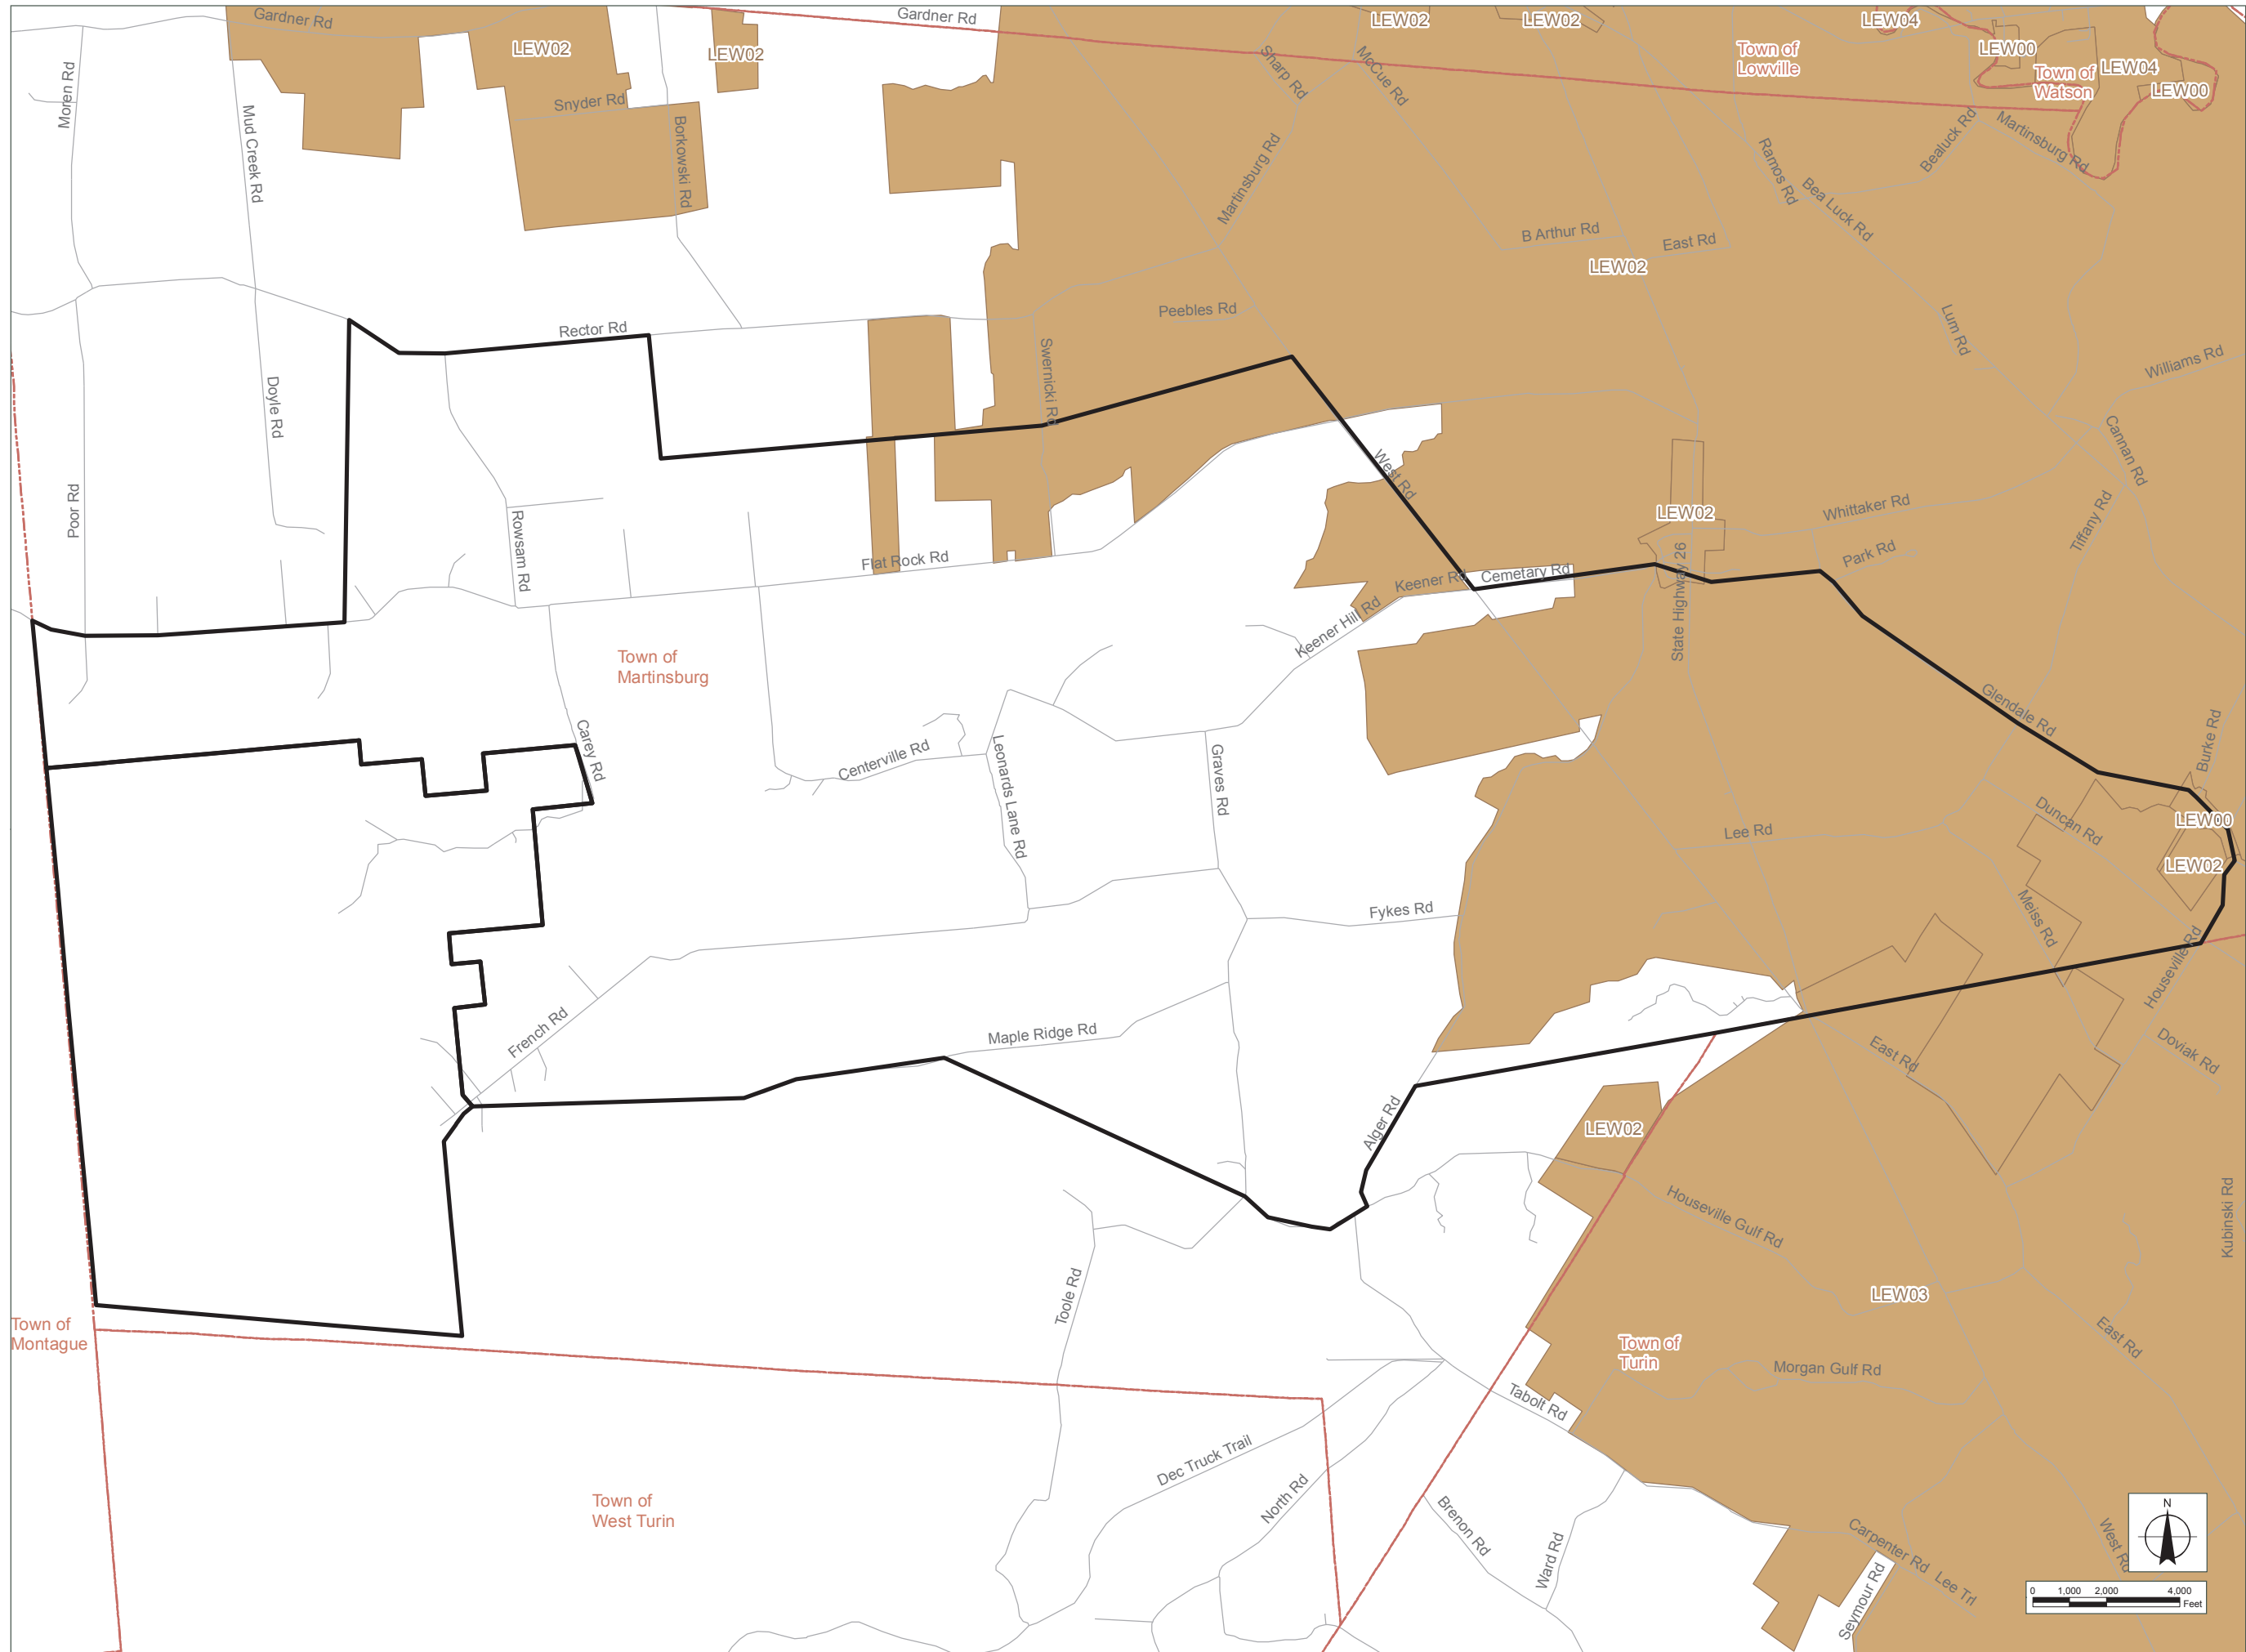 Gardner Rd
Gardner Rd
LEW02
LEW02
LEW02
LEW02
LEW04
LEW00
LEW04
LEW00
Town of
Lowville
Town of
Watson
Moren Rd
Mud Creek Rd
Snyder Rd
Borkowski Rd
Sharp Rd
McCue Rd
Martinsburg Rd
Ramos Rd
Bealuck Rd
Martinsburg Rd
Bea Luck Rd
B Arthur Rd
East Rd
LEW02
Peebles Rd
Rector Rd
Swernicki Rd
Lum Rd
Williams Rd
Doyle Rd
Poor Rd
Rowsam Rd
West Rd
Cannan Rd
Tiffany Rd
Whittaker Rd
LEW02
Park Rd
Flat Rock Rd
Keener Rd
Cemetary Rd
State Highway 26
Keener Hill Rd
Town of
Martinsburg
Glendale Rd
Burke Rd
Carey Rd
Centerville Rd
Leonards Lane Rd
Graves Rd
Lee Rd
Duncan Rd
LEW00
LEW02
Fykes Rd
Meiss Rd
Houseville Rd
French Rd
Maple Ridge Rd
East Rd
Doviak Rd
Alger Rd
LEW02
Houseville Gulf Rd
Kubinski Rd
Toole Rd
LEW03
Town of
Montague
Town of
Turin
East Rd
Morgan Gulf Rd
Tabolt Rd
Dec Truck Trail
North Rd
Town of
West Turin
Brenon Rd
Ward Rd
Carpenter Rd
Lee Trl
Seymour Rd
West Rd
N
0 1,000 2,000 4,000
Feet